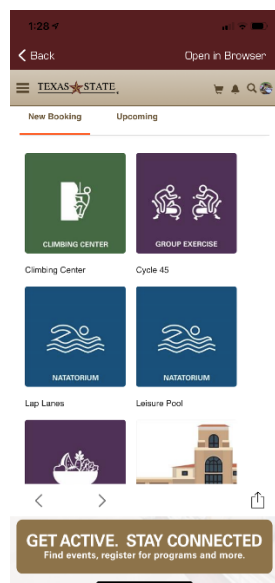 1:28
Back
Open in Browser
TEXAS STATE
New Booking
Upcoming
CLIMBING CENTER
GROUP EXERCISE
Climbing Center
Cycle 45
NATATORIUM
NATATORIUM
Lap Lanes
Leisure Pool
GET ACTIVE. STAY CONNECTED
Find events, register for programs and more.